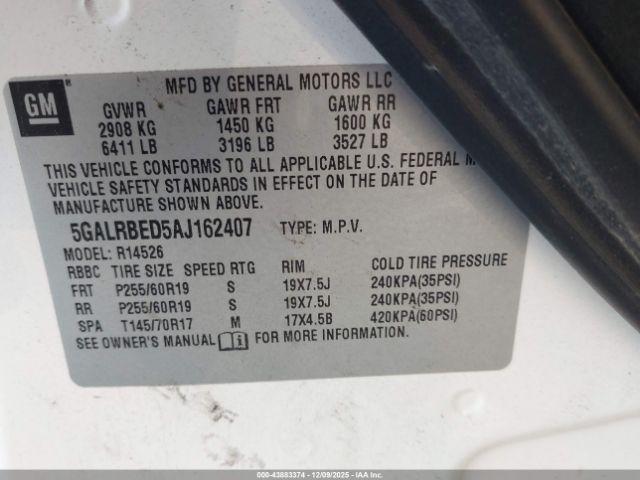 GM
MFD BY GENERAL MOTORS LLC
GVWR GAWR FRT GAWR RR
2908 KG 1450 KG 1600 KG
6411 LB 3196 LB 3527 LB
THIS VEHICLE CONFORMS TO ALL APPLICABLE U.S. FEDERAL M
VEHICLE SAFETY STANDARDS IN EFFECT ON THE DATE OF
MANUFACTURE SHOWN ABOVE.
5GALRBED5AJ162407 TYPE: M.P.V.
MODEL: R14526
RBBC TIRE SIZE SPEED RTG RIM COLD TIRE PRESSURE
FRT P255/60R19 S 19X7.5J 240KPA(35PSI)
RR P255/60R19 S 19X7.5J 240KPA(35PSI)
SPA T145/70R17 M 17X4.5B 420KPA(60PSI)
SEE OWNER'S MANUAL i FOR MORE INFORMATION.
000-43883374 | 12/09/2025 - IAA, Inc.